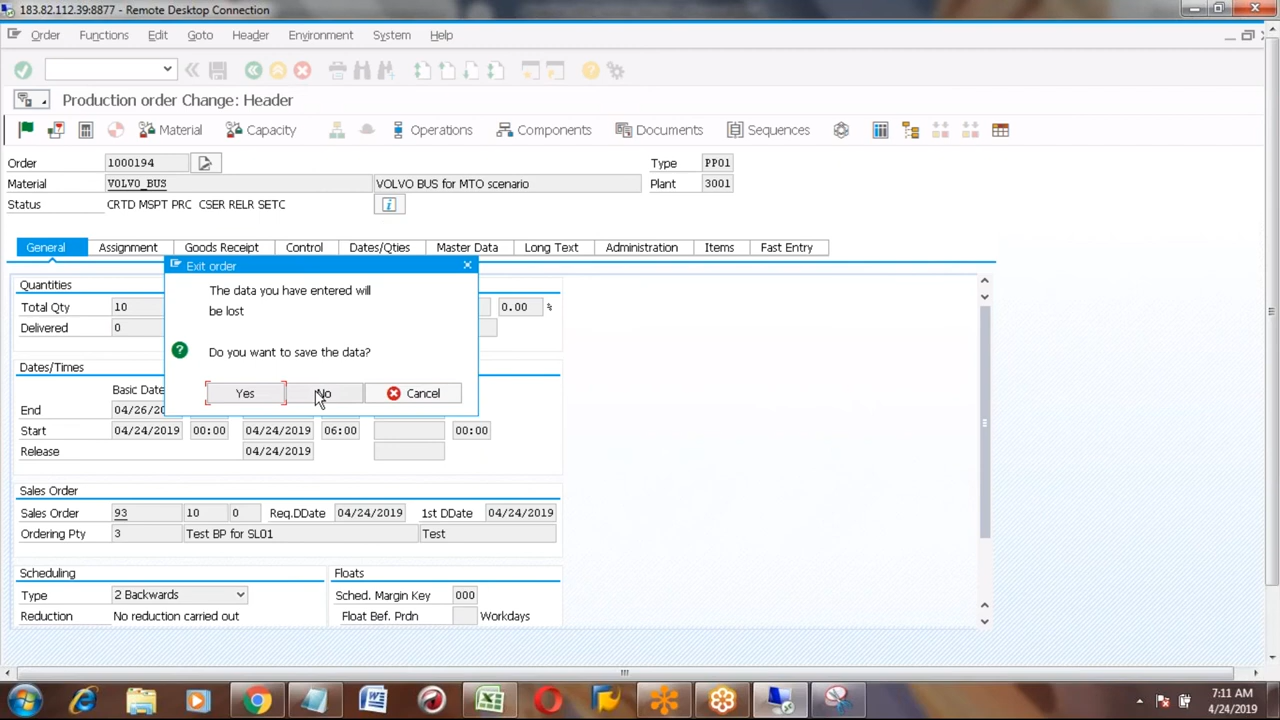 183.82.112.39:8877 - Remote Desktop Connection
Order Functions Edit Goto Header Environment System Help
Production order Change: Header
Material Capacity Operations Components Documents Sequences
Order 1000194 Type PP01
Material VOLVO_BUS VOLVO BUS for MTO scenario Plant 3001
Status CRTD MSPT PRC CSER RELR SETC
General Assignment Goods Receipt Control Dates/Qties Master Data Long Text Administration Items Fast Entry
Exit order
The data you have entered will
be lost
Do you want to save the data?
Yes No Cancel
Quantities
Total Qty 10 0.00 %
Delivered 0
Dates/Times
Basic Date
End 04/26/20
Start 04/24/2019 00:00 04/24/2019 06:00 00:00
Release 04/24/2019
Sales Order
Sales Order 93 10 0 Req.DDate 04/24/2019 1st DDate 04/24/2019
Ordering Pty 3 Test BP for SL01 Test
Scheduling Floats
Type 2 Backwards Sched. Margin Key 000
Reduction No reduction carried out Float Bef. Prdn Workdays
7:11 AM
4/24/2019